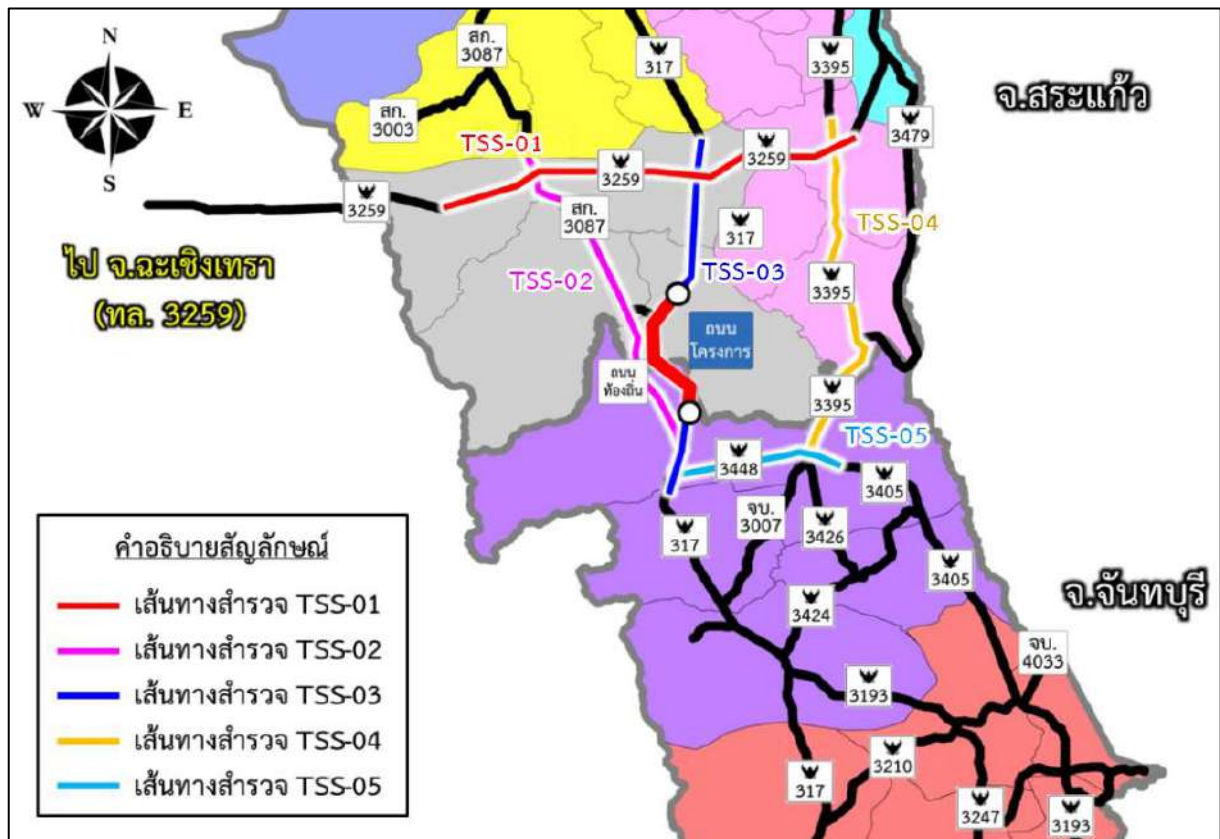 N
W
E
S
สก.
3087
317
3395
จ.สระแก้ว
สก.
3003
TSS-01
3479
3259
3259
3259
สก.
3087
317
TSS-04
ไป จ.ฉะเชิงเทรา
(ทล. 3259)
TSS-02
TSS-03
3395
ถนน
โครงการ
ถนน
ท้องถิ่น
3395
TSS-05
3448
3405
จบ.
3007
317
3426
3405
จ.จันทบุรี
3424
จบ.
4033
3193
3210
317
3247
3193
คำอธิบายสัญลักษณ์
เส้นทางสำรวจ TSS-01
เส้นทางสำรวจ TSS-02
เส้นทางสำรวจ TSS-03
เส้นทางสำรวจ TSS-04
เส้นทางสำรวจ TSS-05